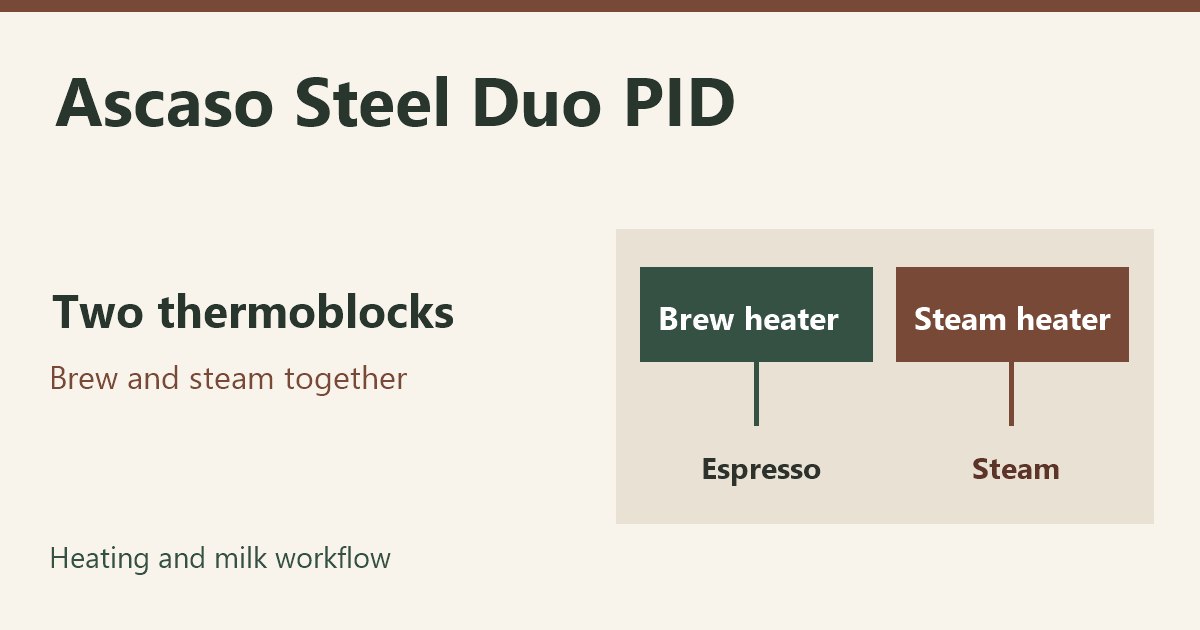 Ascaso Steel Duo PID
Two thermoblocks
Brew and steam together
Brew heater
Steam heater
Espresso
Steam
Heating and milk workflow